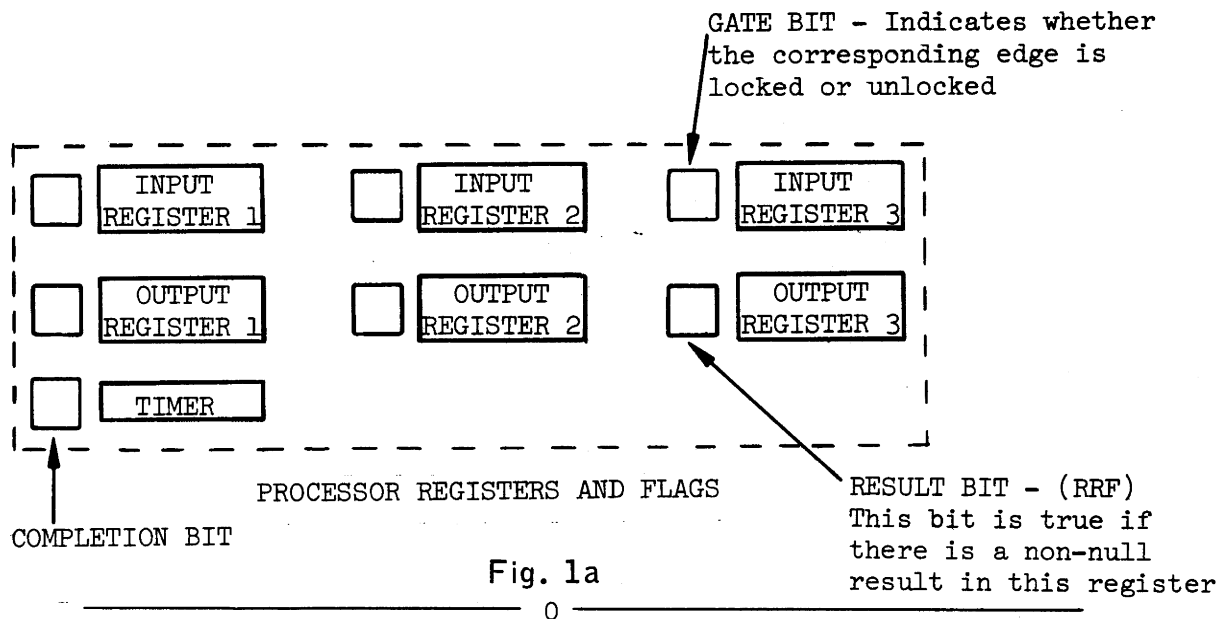 GATE BIT - Indicates whether
the corresponding edge is
locked or unlocked
INPUT
REGISTER 1
INPUT
REGISTER 2
INPUT
REGISTER 3
OUTPUT
REGISTER 1
OUTPUT
REGISTER 2
OUTPUT
REGISTER 3
TIMER
PROCESSOR REGISTERS AND FLAGS
COMPLETION BIT
RESULT BIT - (RRF)
This bit is true if
there is a non-null
result in this register
Fig. 1a
0